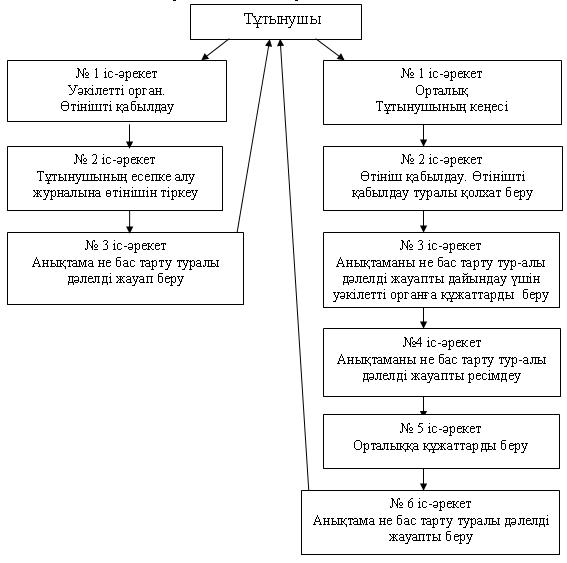 Тұтынушы
№ 1 іс-әрекет
Уәкілетті орган.
Өтінішті қабылдау
№ 2 іс-әрекет
Тұтынушының есепке алу
журналына өтінішін тіркеу
№ 3 іс-әрекет
Анықтама не бас тарту туралы
дәлелді жауап беру
№ 1 іс-әрекет
Орталық
Тұтынушының кеңесі
№ 2 іс-әрекет
Өтініш қабылдау. Өтінішті
қабылдау туралы қолхат беру
№ 3 іс-әрекет
Анықтаманы не бас тарту тур-алы
дәлелді жауапты дайындау үшін
уәкілетті органға құжаттарды беру
№4 іс-әрекет
Анықтаманы не бас тарту тур-алы
дәлелді жауапты ресімдеу
№ 5 іс-әрекет
Орталыққа құжаттарды беру
№ 6 іс-әрекет
Анықтама не бас тарту туралы дәлелді
жауапты беру